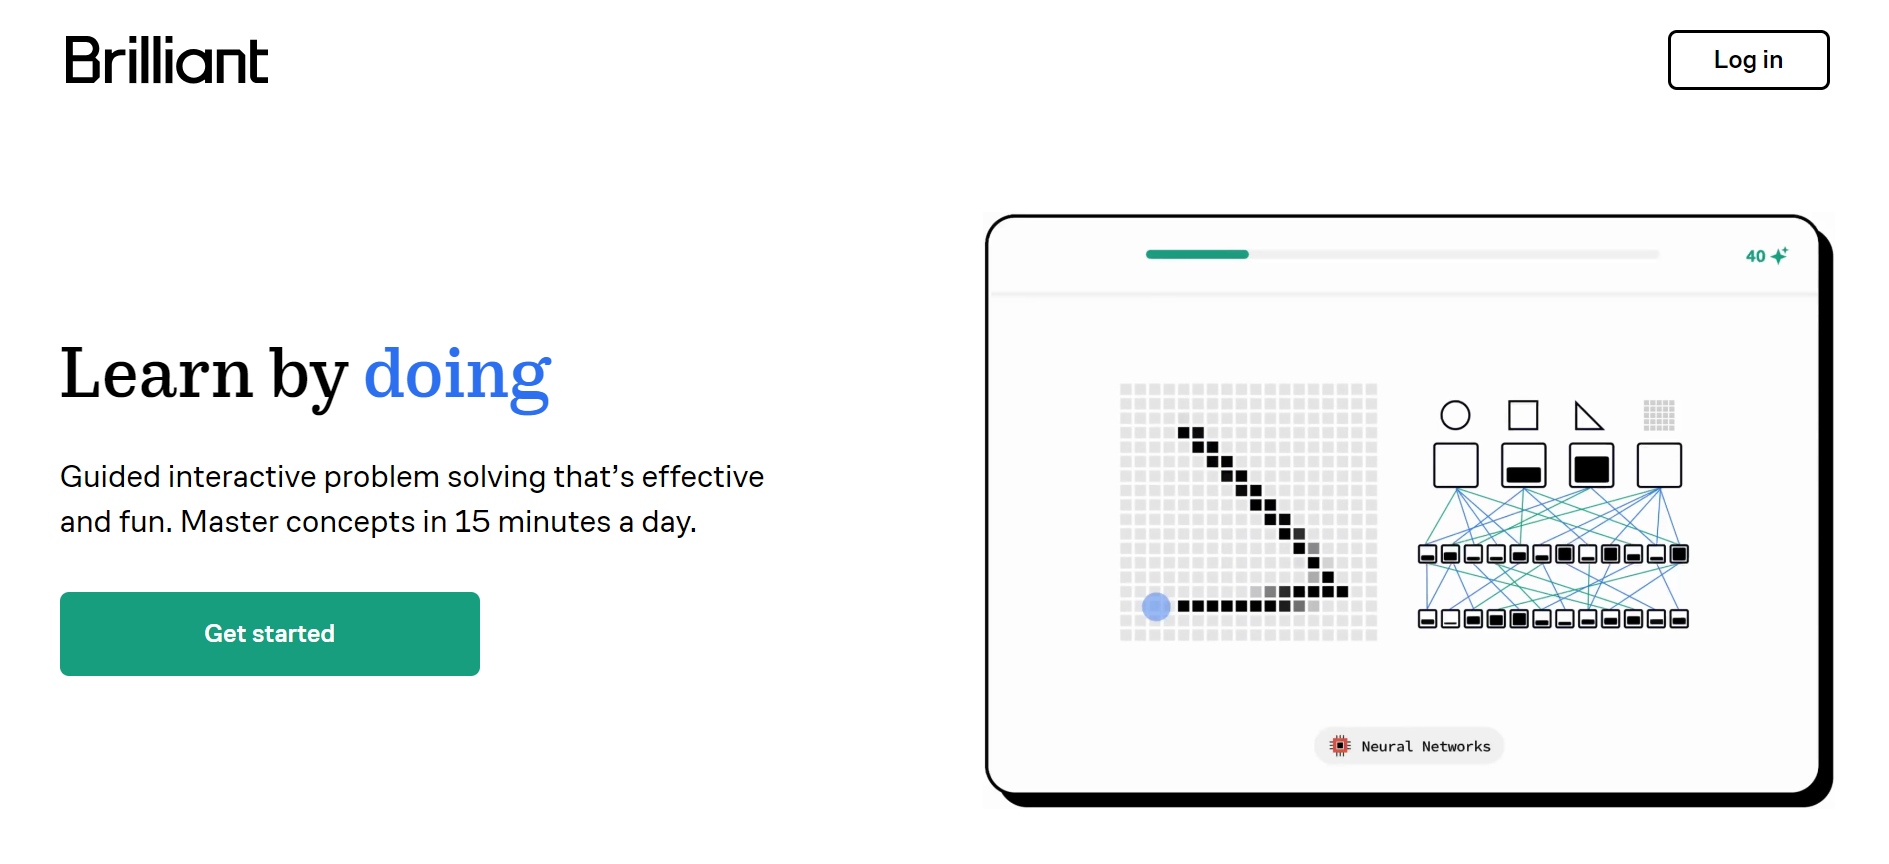 Brilliant
Log in
Learn by doing
Guided interactive problem solving that’s effective
and fun. Master concepts in 15 minutes a day.
Get started
40
Neural Networks